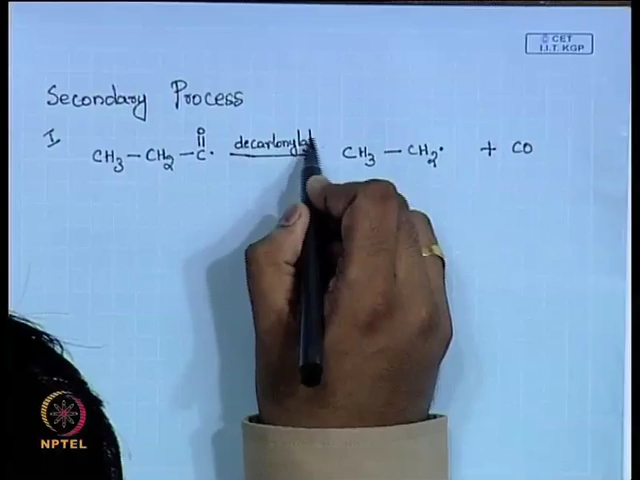 © CET
I.I.T. KGP
Secondary Process
I CH3 — CH2 — C · decarbonylat CH3 — CH2 · + CO
O
NPTEL